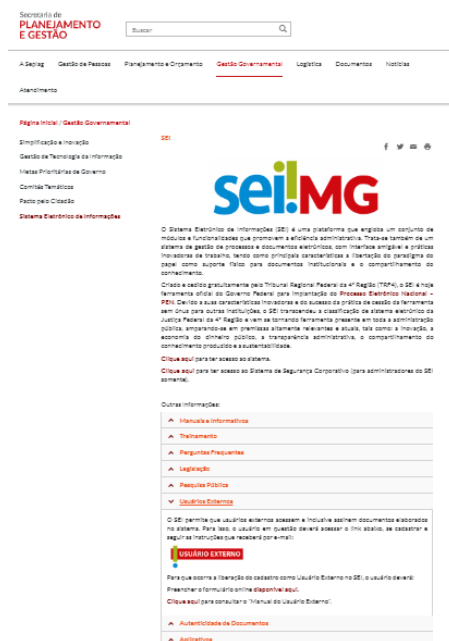 Secretaria de
PLANEJAMENTO
E GESTÃO
Buscar
A Seplag Gestão de Pessoas Planejamento e Orçamento Gestão Governamental Logística Documentos Notícias
Atendimento
Página Inicial / Gestão Governamental
Simplificação e Inovação
Gestão de Tecnologia da Informação
Metas Prioritárias de Governo
Comitês Temáticos
Pacto pelo Cidadão
Sistema Eletrônico de Informações
SEI
sei!MG
O Sistema Eletrônico de Informações (SEI) é uma plataforma que engloba um conjunto de
módulos e funcionalidades que promovem a eficiência administrativa. Trata-se também de um
sistema de gestão de processos e documentos eletrônicos, com interface amigável e práticas
inovadoras de trabalho, tendo como principais características a libertação do paradigma do
papel como suporte físico para documentos institucionais e o compartilhamento do
conhecimento.
Criado e cedido gratuitamente pelo Tribunal Regional Federal da 4ª Região (TRF4), o SEI é hoje
ferramenta oficial do Governo Federal para implantação do Processo Eletrônico Nacional –
PEN. Devido a suas características inovadoras e do sucesso da prática de cessão da ferramenta
sem ônus para outras instituições, o SEI transcendeu a classificação de sistema eletrônico da
Justiça Federal da 4ª Região e vem se tornando ferramenta presente em toda a administração
pública, amparando-se em premissas altamente relevantes e atuais, tais como: a inovação, a
economia do dinheiro público, a transparência administrativa, o compartilhamento do
conhecimento produzido e a sustentabilidade.
Clique aqui para ter acesso ao sistema.
Clique aqui para ter acesso ao Sistema de Segurança Corporativo (para administradores do SEI
somente).
Outras Informações:
Manuais e Informativos
Treinamento
Perguntas Frequentes
Legislação
Pesquisa Pública
Usuários Externos
O SEI permite que usuários externos acessem e inclusive assinem documentos elaborados
no sistema. Para isso, o usuário em questão deverá acessar o link abaixo, se cadastrar e
seguir as instruções que receberá por e-mail:
USUÁRIO EXTERNO
Para que ocorra a liberação do cadastro como Usuário Externo no SEI, o usuário deverá:
Preencher o formulário online disponível aqui.
Clique aqui para consultar o "Manual do Usuário Externo".
Autenticidade de Documentos
Aplicativos